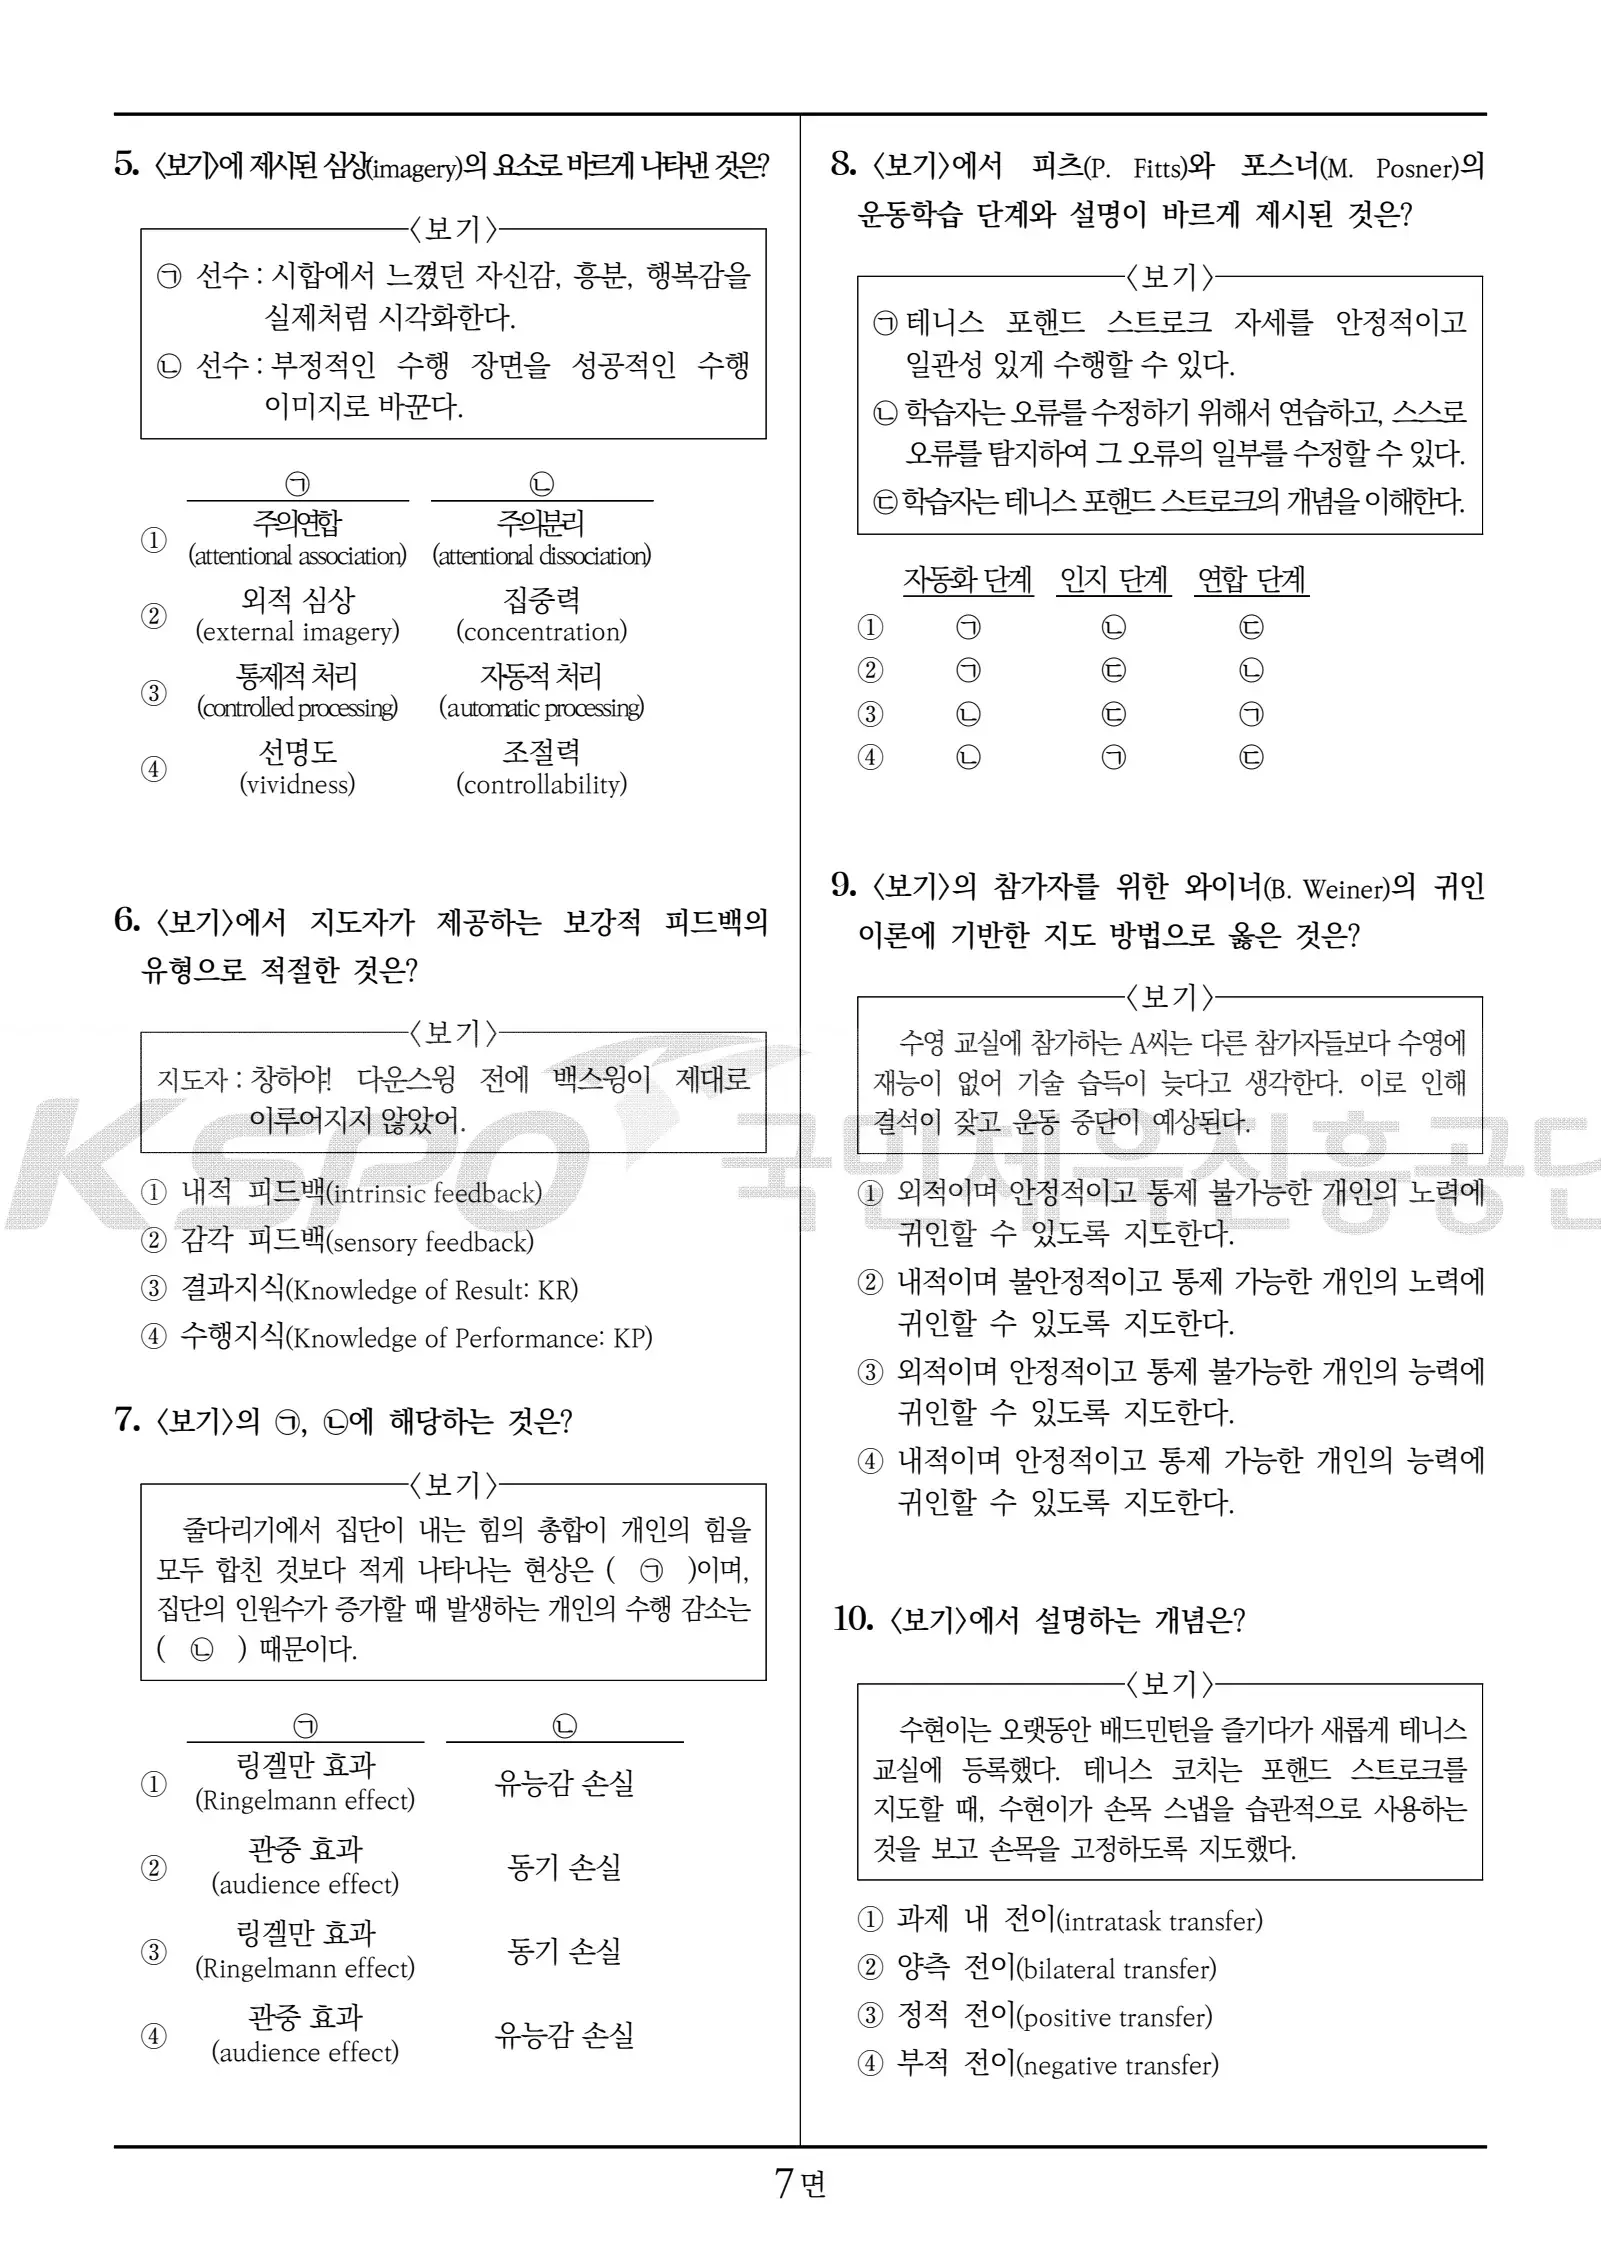 5. 〈보기〉에 제시된 심상(imagery)의 요소로 바르게 나타낸 것은?
〈보기〉
㉠ 선수 : 시합에서 느꼈던 자신감, 흥분, 행복감을
실제처럼 시각화한다.
㉡ 선수 : 부정적인 수행 장면을 성공적인 수행
이미지로 바꾼다.
㉠ ㉡
① 주의연합 주의분리
(attentional association) (attentional dissociation)
② 외적 심상 집중력
(external imagery) (concentration)
③ 통제적 처리 자동적 처리
(controlled processing) (automatic processing)
④ 선명도 조절력
(vividness) (controllability)
6. 〈보기〉에서 지도자가 제공하는 보강적 피드백의
유형으로 적절한 것은?
〈보기〉
지도자 : 창하야! 다운스윙 전에 백스윙이 제대로
이루어지지 않았어.
① 내적 피드백(intrinsic feedback)
② 감각 피드백(sensory feedback)
③ 결과지식(Knowledge of Result: KR)
④ 수행지식(Knowledge of Performance: KP)
7. 〈보기〉의 ㉠, ㉡에 해당하는 것은?
〈보기〉
줄다리기에서 집단이 내는 힘의 총합이 개인의 힘을
모두 합친 것보다 적게 나타나는 현상은 ( ㉠ )이며,
집단의 인원수가 증가할 때 발생하는 개인의 수행 감소는
( ㉡ ) 때문이다.
㉠ ㉡
① 링겔만 효과 유능감 손실
(Ringelmann effect)
② 관중 효과 동기 손실
(audience effect)
③ 링겔만 효과 동기 손실
(Ringelmann effect)
④ 관중 효과 유능감 손실
(audience effect)
8. 〈보기〉에서 피츠(P. Fitts)와 포스너(M. Posner)의
운동학습 단계와 설명이 바르게 제시된 것은?
〈보기〉
㉠ 테니스 포핸드 스트로크 자세를 안정적이고
일관성 있게 수행할 수 있다.
㉡ 학습자는 오류를 수정하기 위해서 연습하고, 스스로
오류를 탐지하여 그 오류의 일부를 수정할 수 있다.
㉢ 학습자는 테니스 포핸드 스트로크의 개념을 이해한다.
자동화 단계 인지 단계 연합 단계
① ㉠ ㉡ ㉢
② ㉠ ㉢ ㉡
③ ㉡ ㉢ ㉠
④ ㉡ ㉠ ㉢
9. 〈보기〉의 참가자를 위한 와이너(B. Weiner)의 귀인
이론에 기반한 지도 방법으로 옳은 것은?
〈보기〉
수영 교실에 참가하는 A씨는 다른 참가자들보다 수영에
재능이 없어 기술 습득이 늦다고 생각한다. 이로 인해
결석이 잦고 운동 중단이 예상된다.
① 외적이며 안정적이고 통제 불가능한 개인의 노력에
귀인할 수 있도록 지도한다.
② 내적이며 불안정적이고 통제 가능한 개인의 노력에
귀인할 수 있도록 지도한다.
③ 외적이며 안정적이고 통제 불가능한 개인의 능력에
귀인할 수 있도록 지도한다.
④ 내적이며 안정적이고 통제 가능한 개인의 능력에
귀인할 수 있도록 지도한다.
10. 〈보기〉에서 설명하는 개념은?
〈보기〉
수현이는 오랫동안 배드민턴을 즐기다가 새롭게 테니스
교실에 등록했다. 테니스 코치는 포핸드 스트로크를
지도할 때, 수현이가 손목 스냅을 습관적으로 사용하는
것을 보고 손목을 고정하도록 지도했다.
① 과제 내 전이(intratask transfer)
② 양측 전이(bilateral transfer)
③ 정적 전이(positive transfer)
④ 부적 전이(negative transfer)
KSPO 국민체육진흥공단
7 면